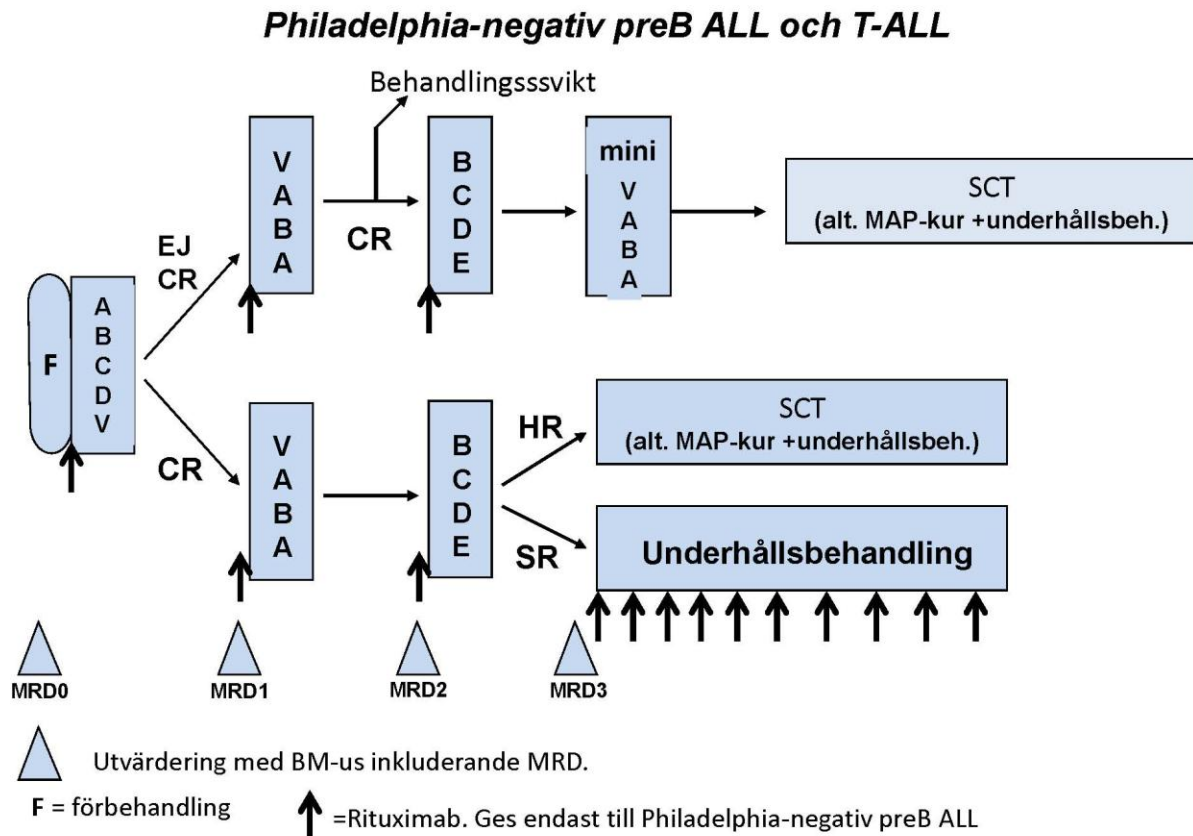 Philadelphia-negativ preB ALL och T-ALL
Behandlingsssvikt
V
A
B
A
B
C
D
E
mini
V
A
B
A
SCT
(alt. MAP-kur +underhållsbeh.)
CR
EJ
CR
F
A
B
C
D
V
CR
V
A
B
A
B
C
D
E
HR
SCT
(alt. MAP-kur +underhållsbeh.)
SR
Underhållsbehandling
MRD0
MRD1
MRD2
MRD3
Utvärdering med BM-us inkluderande MRD.
F = förbehandling
=Rituximab. Ges endast till Philadelphia-negativ preB ALL